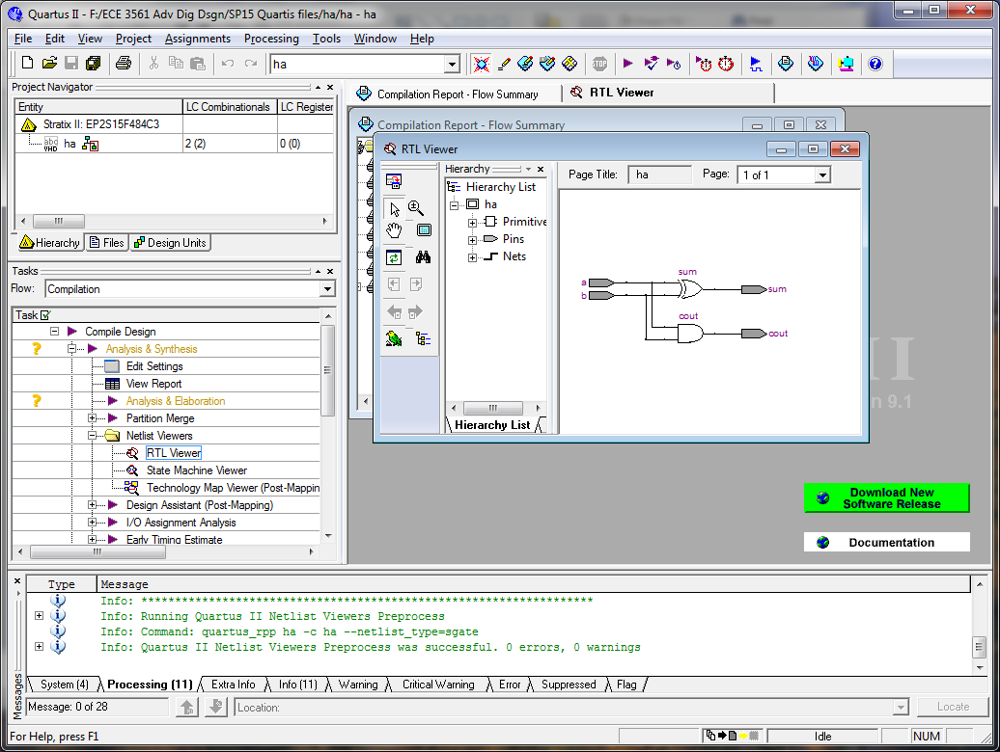 Quartus II - F:/ECE 3561 Adv Dig Dsgn/SP15 Quartis files/ha/ha - ha
File Edit View Project Assignments Processing Tools Window Help
ha
STOP
Project Navigator
Entity LC Combinationals LC Register
Stratix II: EP2S15F484C3
abc VHD ha 2 (2) 0 (0)
Hierarchy Files Design Units
Tasks
Flow: Compilation
Task
Compile Design
Analysis & Synthesis
Edit Settings
View Report
Analysis & Elaboration
Partition Merge
Netlist Viewers
RTL Viewer
State Machine Viewer
Technology Map Viewer (Post-Mappin
Design Assistant (Post-Mapping)
I/O Assignment Analysis
Early Timing Estimate
Compilation Report - Flow Summary
RTL Viewer
Compilation Report - Flow Summary
RTL Viewer
Hierarchy
Page Title: ha Page: 1 of 1
Hierarchy List
ha
Primitive
Pins
Nets
Hierarchy List
sum
a
b
sum
cout
cout
II
n 9.1
Download New
Software Release
Documentation
Type Message
Info: *******************************************************************
Info: Running Quartus II Netlist Viewers Preprocess
Info: Command: quartus_rpp ha -c ha --netlist_type=sgate
Info: Quartus II Netlist Viewers Preprocess was successful. 0 errors, 0 warnings
System (4) Processing (11) Extra Info Info (11) Warning Critical Warning Error Suppressed Flag
Messages
Message: 0 of 28 Location: Locate
For Help, press F1 Idle NUM